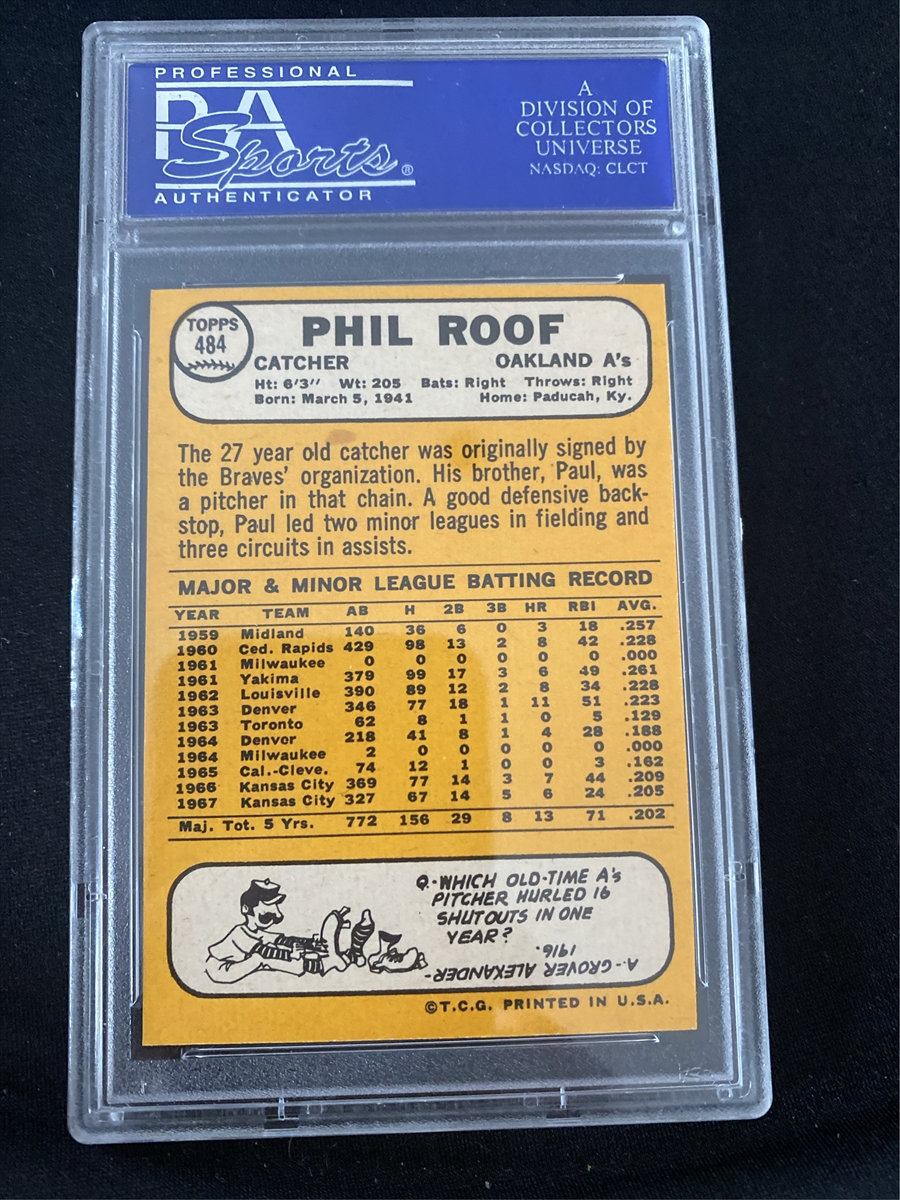 PROFESSIONAL
PSA
Sports®
AUTHENTICATOR
A
DIVISION OF
COLLECTORS
UNIVERSE
NASDAQ: CLCT
TOPPS
484
PHIL ROOF
CATCHER OAKLAND A's
Ht: 6'3" Wt: 205 Bats: Right Throws: Right
Born: March 5, 1941 Home: Paducah, Ky.
The 27 year old catcher was originally signed by
the Braves' organization. His brother, Paul, was
a pitcher in that chain. A good defensive back-
stop, Paul led two minor leagues in fielding and
three circuits in assists.
MAJOR & MINOR LEAGUE BATTING RECORD
YEAR TEAM AB H 2B 3B HR RBI AVG.
1959 Midland 140 36 6 0 3 18 .257
1960 Ced. Rapids 429 98 13 2 8 42 .228
1961 Milwaukee 0 0 0 0 0 0 .000
1961 Yakima 379 99 17 3 6 49 .261
1962 Louisville 390 89 12 2 8 34 .228
1963 Denver 346 77 18 1 11 51 .223
1963 Toronto 62 8 1 1 0 5 .129
1964 Denver 218 41 8 1 4 28 .188
1964 Milwaukee 2 0 0 0 0 0 .000
1965 Cal.-Cleve. 74 12 1 0 0 3 .162
1966 Kansas City 369 77 14 3 7 44 .209
1967 Kansas City 327 67 14 5 6 24 .205
Maj. Tot. 5 Yrs. 772 156 29 8 13 71 .202
Q.-WHICH OLD-TIME A's
PITCHER HURLED 16
SHUTOUTS IN ONE
YEAR?
A.-GROVER ALEXANDER-
1916.
©T.C.G. PRINTED IN U.S.A.